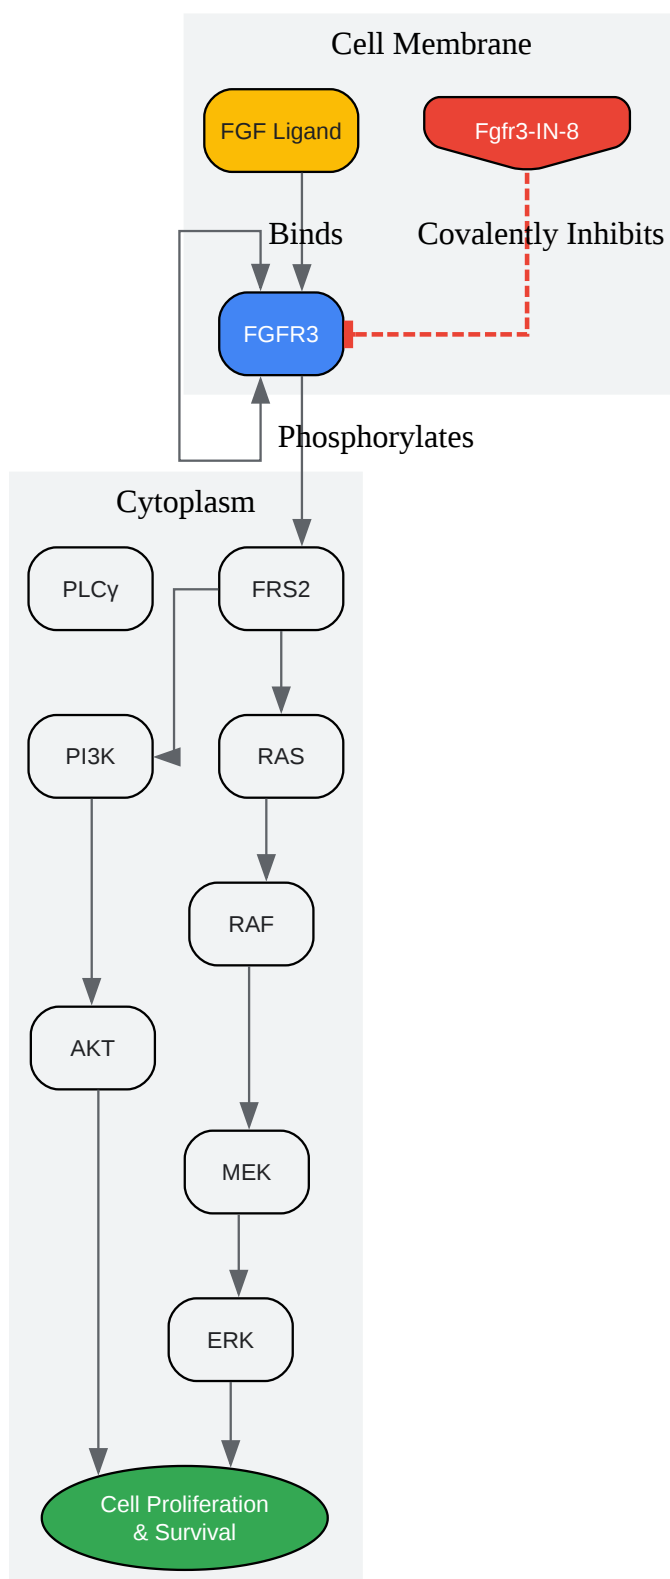 Cell Membrane
FGF Ligand
Fgfr3-IN-8
Binds
Covalently Inhibits
FGFR3
Phosphorylates
Cytoplasm
PLCγ
FRS2
PI3K
RAS
RAF
AKT
MEK
ERK
Cell Proliferation
& Survival